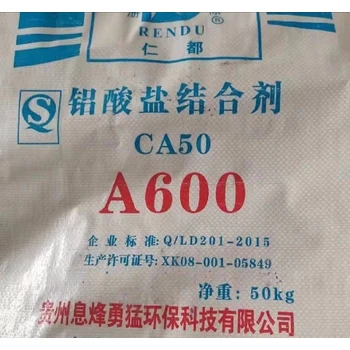 RENDU
仁都
铝酸盐结合剂
CA50
A600
企业标准:Q/LD201-2015
生产许可证号:XK08-001-05849
净重:50kg
贵州息烽勇猛环保科技有限公司